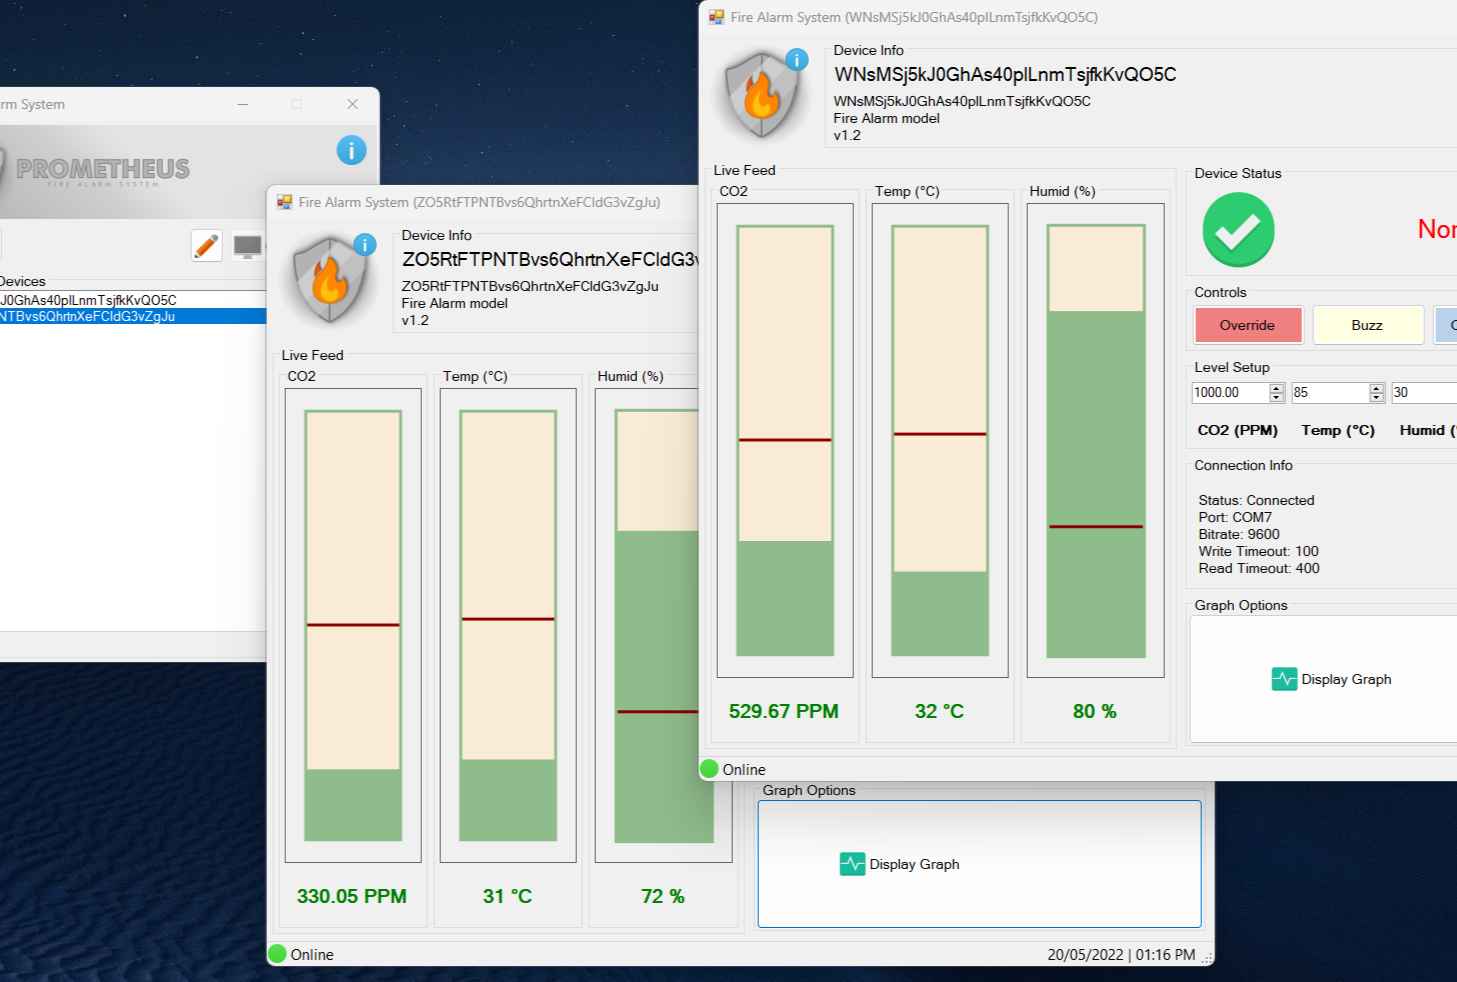 rm System
PROMETHEUS
FIRE ALARM SYSTEM
Devices
J0GhAs40plLnmTsjfkKvQO5C
NTBvs6QhrtnXeFCldG3vZgJu
Fire Alarm System (ZO5RtFTPNTBvs6QhrtnXeFCldG3vZgJu)
Device Info
ZO5RtFTPNTBvs6QhrtnXeFCldG3v
ZO5RtFTPNTBvs6QhrtnXeFCldG3vZgJu
Fire Alarm model
v1.2
Live Feed
CO2
Temp (°C)
Humid (%)
330.05 PPM
31 °C
72 %
Graph Options
Display Graph
Online
20/05/2022 | 01:16 PM
Fire Alarm System (WNsMSj5kJ0GhAs40plLnmTsjfkKvQO5C)
Device Info
WNsMSj5kJ0GhAs40plLnmTsjfkKvQO5C
WNsMSj5kJ0GhAs40plLnmTsjfkKvQO5C
Fire Alarm model
v1.2
Live Feed
CO2
Temp (°C)
Humid (%)
529.67 PPM
32 °C
80 %
Device Status
Nor
Controls
Override
Buzz
Level Setup
1000.00
85
30
CO2 (PPM)
Temp (°C)
Humid (
Connection Info
Status: Connected
Port: COM7
Bitrate: 9600
Write Timeout: 100
Read Timeout: 400
Graph Options
Display Graph
Online